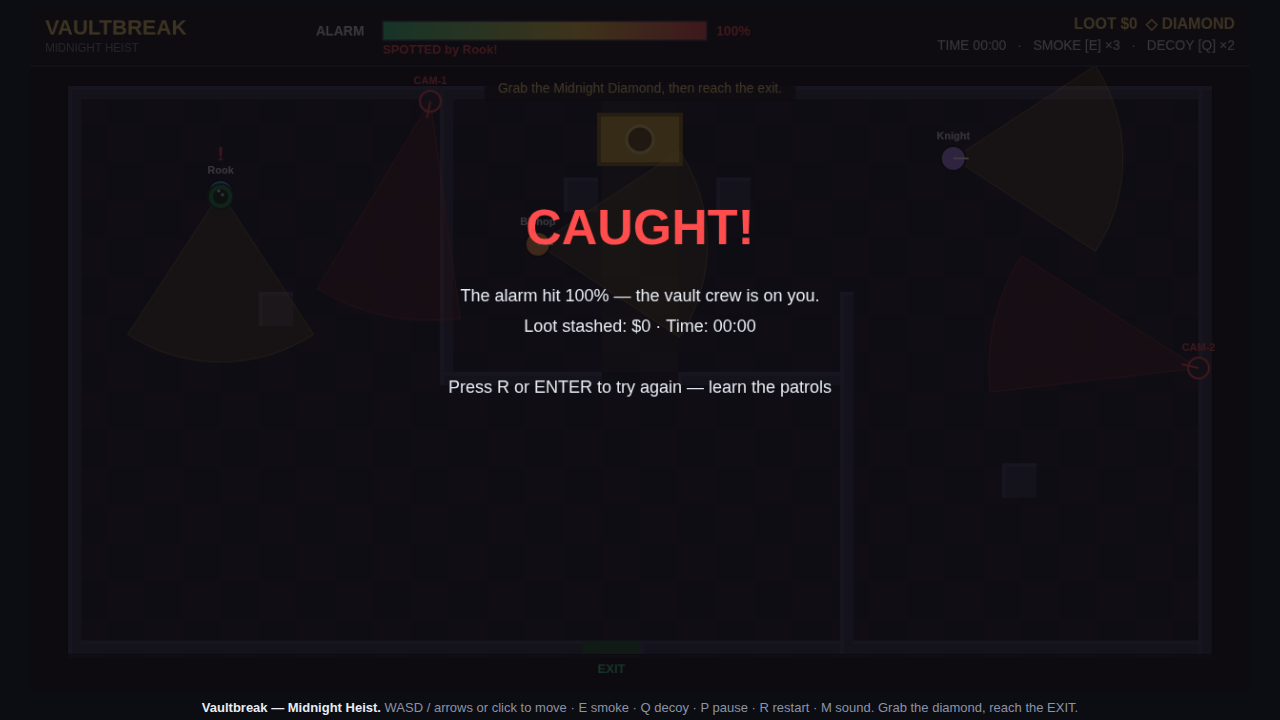 VAULTBREAK
MIDNIGHT HEIST
ALARM
100%
SPOTTED by Rook!
LOOT $0 ◇ DIAMOND
TIME 00:00 · SMOKE [E] ×3 · DECOY [Q] ×2
CAM-1
Grab the Midnight Diamond, then reach the exit.
!
Rook
Knight
Bishop
CAUGHT!
The alarm hit 100% — the vault crew is on you.
Loot stashed: $0 · Time: 00:00
CAM-2
Press R or ENTER to try again — learn the patrols
EXIT
Vaultbreak — Midnight Heist. WASD / arrows or click to move · E smoke · Q decoy · P pause · R restart · M sound. Grab the diamond, reach the EXIT.